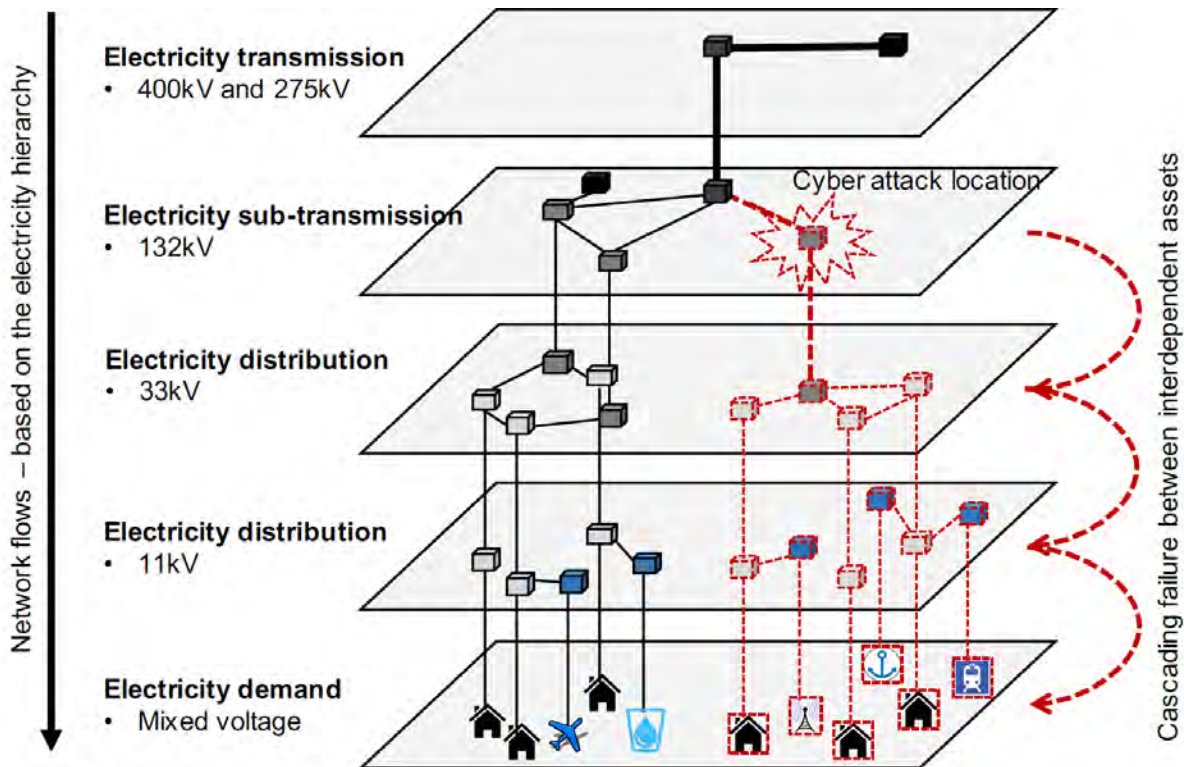 Network flows – based on the electricity hierarchy
Electricity transmission
• 400kV and 275kV
Electricity sub-transmission
• 132kV
Cyber attack location
Electricity distribution
• 33kV
Electricity distribution
• 11kV
Electricity demand
• Mixed voltage
Cascading failure between interdependent assets